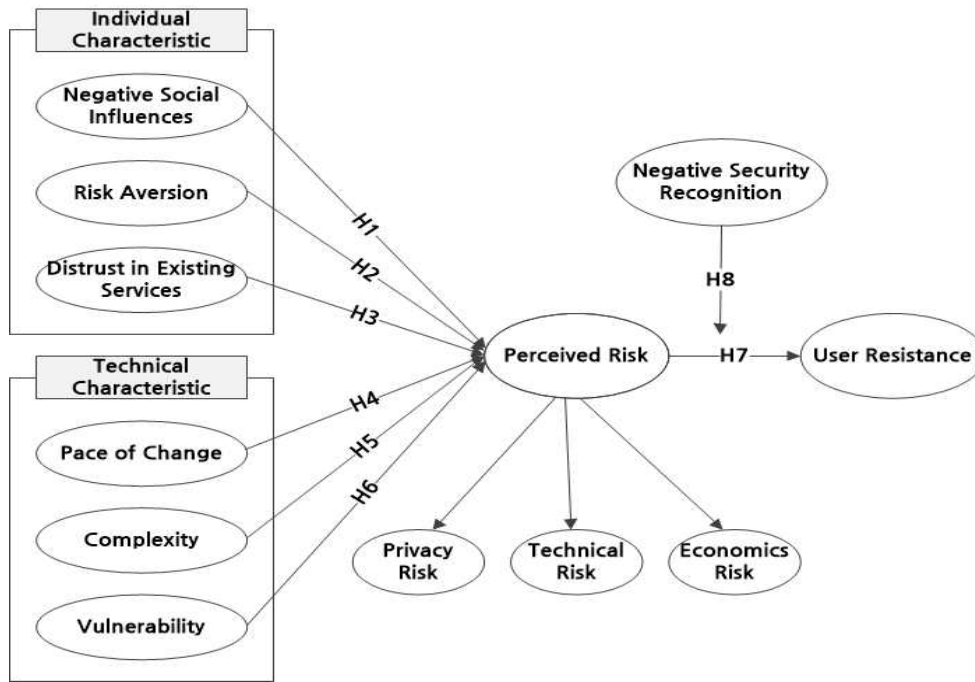 Individual
Characteristic
Negative Social
Influences
Risk Aversion
Distrust in Existing
Services
H1
H2
H3
Negative Security
Recognition
H8
Perceived Risk
H7
User Resistance
Technical
Characteristic
Pace of Change
Complexity
Vulnerability
H4
H5
H6
Privacy
Risk
Technical
Risk
Economics
Risk